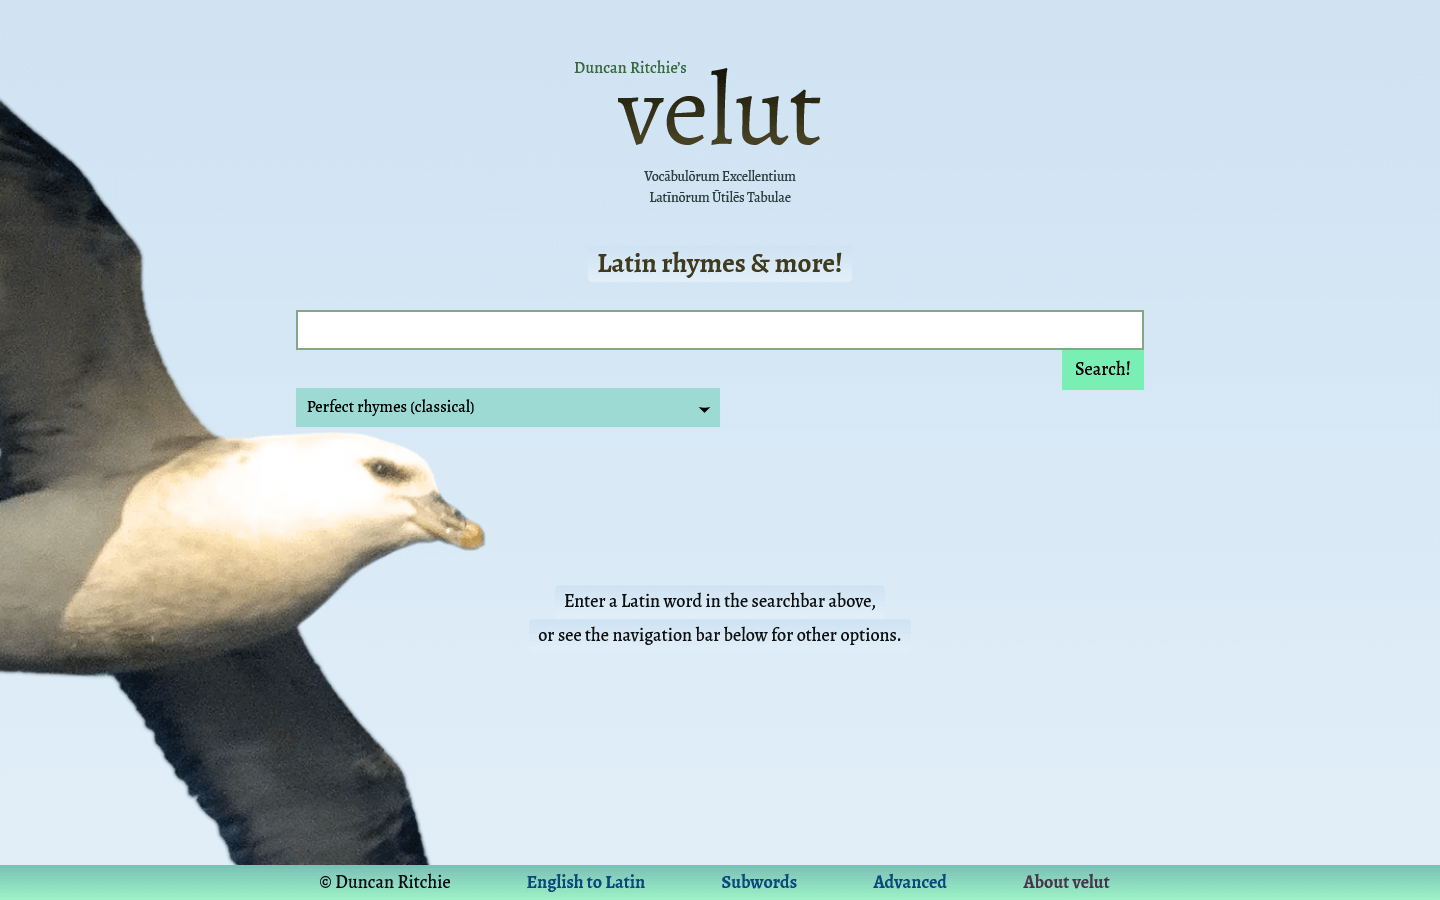 Duncan Ritchie’s
velut
Vocābulōrum Excellentium
Latīnōrum Ūtilēs Tabulae
Latin rhymes & more!
Search!
Perfect rhymes (classical)
Enter a Latin word in the searchbar above,
or see the navigation bar below for other options.
© Duncan Ritchie English to Latin Subwords Advanced About velut